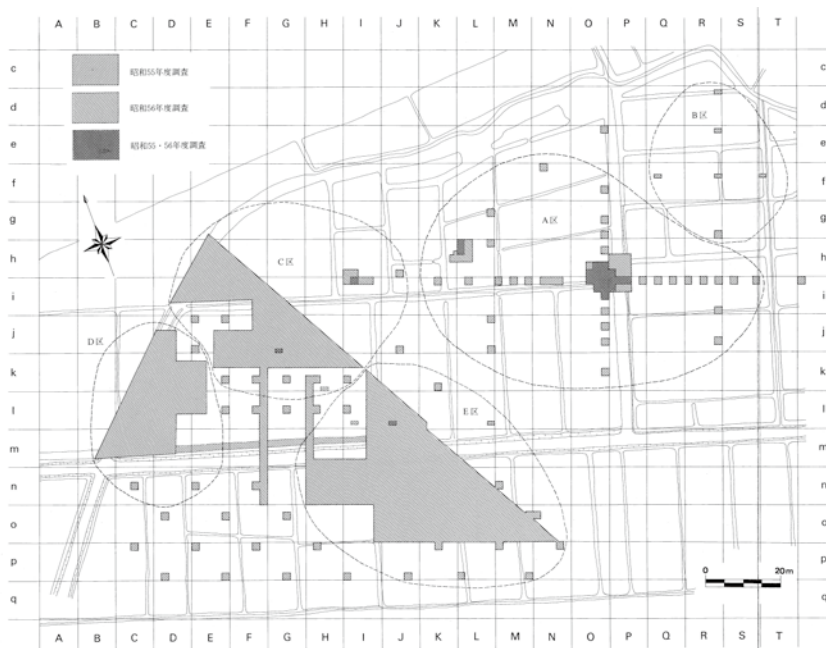 A B C D E F G H I J K L M N O P Q R S T
c c
昭和55年度調査
d d
昭和56年度調査
B区
e e
昭和55・56年度調査
f f
g g
A区
h h
C区
i i
j j
D区
k k
E区
l l
m m
n n
o o
0 20m
p p
q q
A B C D E F G H I J K L M N O P Q R S T